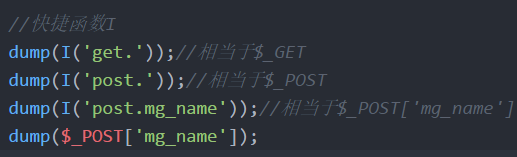 //快捷函数I
dump(I('get.'));//相当于$_GET
dump(I('post.'));//相当于$_POST
dump(I('post.mg_name'));//相当于$_POST['mg_name']
dump($_POST['mg_name']);